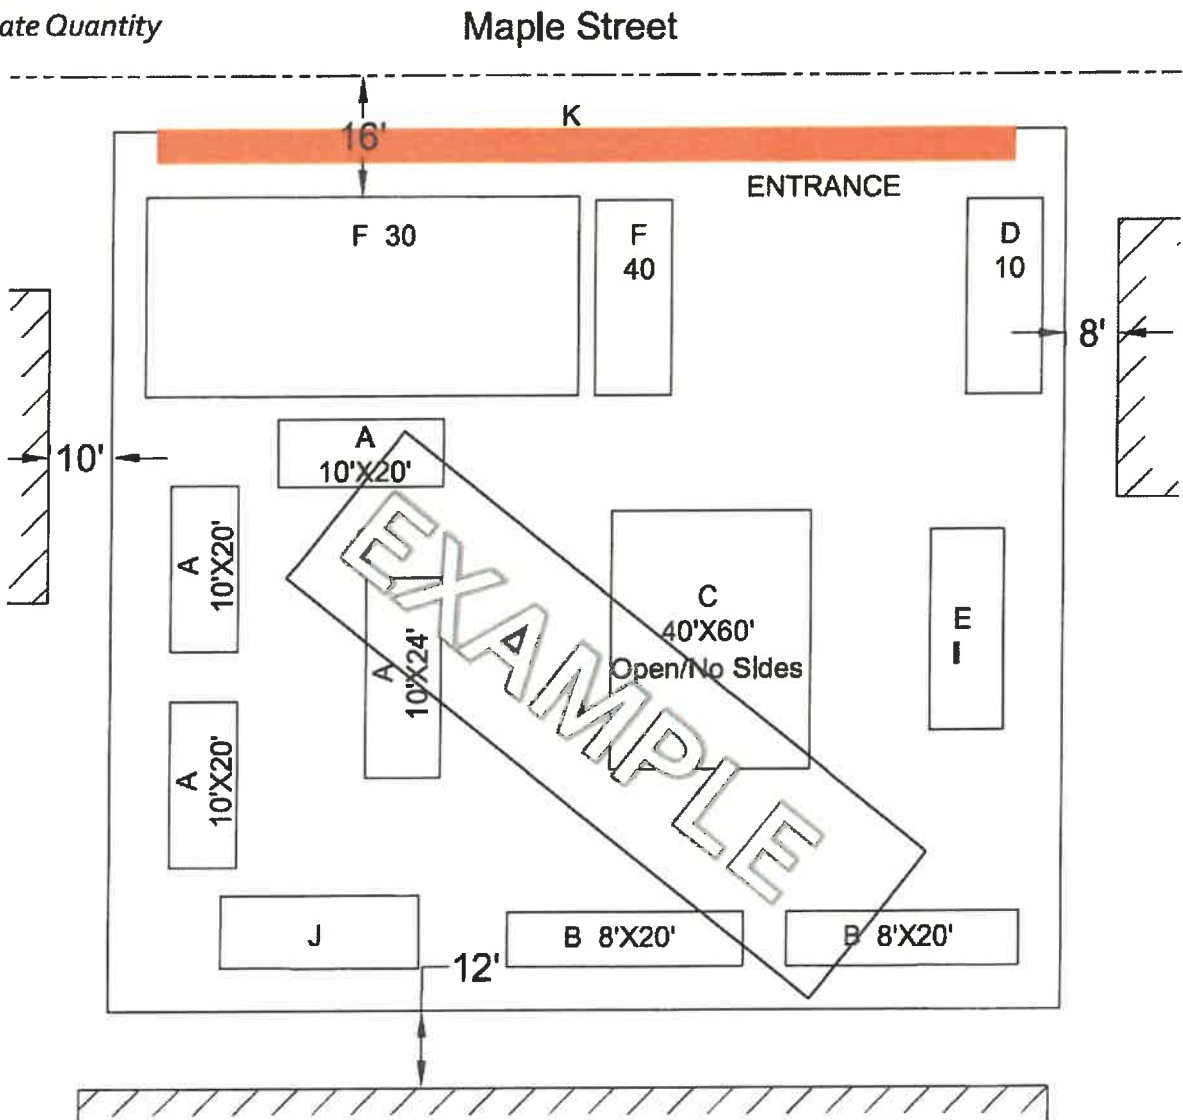 ate Quantity
Maple Street
K
16'
ENTRANCE
F 30
F
40
D
10
8'
10'
A
10'X20'
A
10'X20'
EXAMPLE
A
10'X24'
C
40'X60'
Open/No Sides
E
I
A
10'X20'
J
B 8'X20'
B 8'X20'
12'